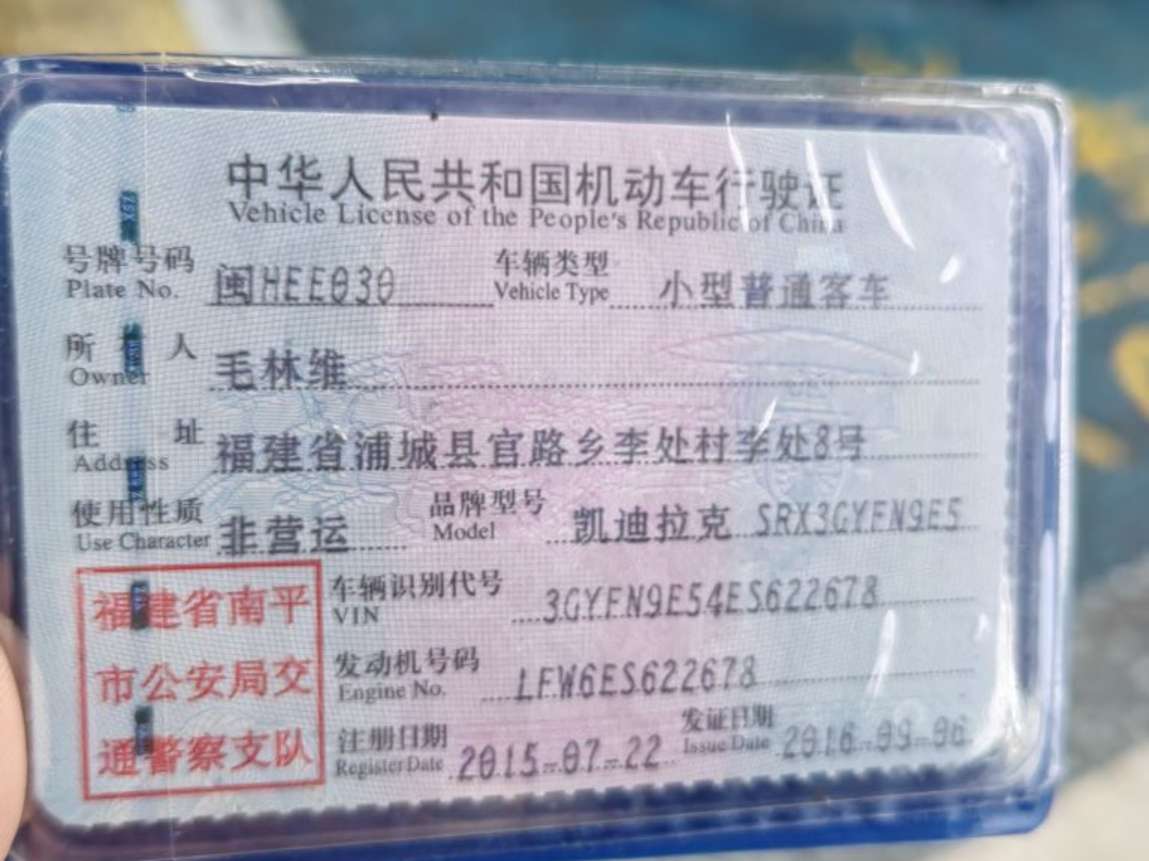 中华人民共和国机动车行驶证
Vehicle License of the People's Republic of China
号牌号码 闽HEE030 车辆类型 小型普通客车
Plate No. Vehicle Type
所 人 毛林维
Owner
住 址 福建省浦城县官路乡李处村李处8号
Address
使用性质 非营运 品牌型号 凯迪拉克 SRX3GYFN9E5
Use Character Model
福建省南平
市公安局交
通警察支队
车辆识别代号 3GYFN9E54ES622678
VIN
发动机号码 LFW6ES622678
Engine No.
注册日期 2015-07-22 发证日期 2016-09-06
Register Date Issue Date